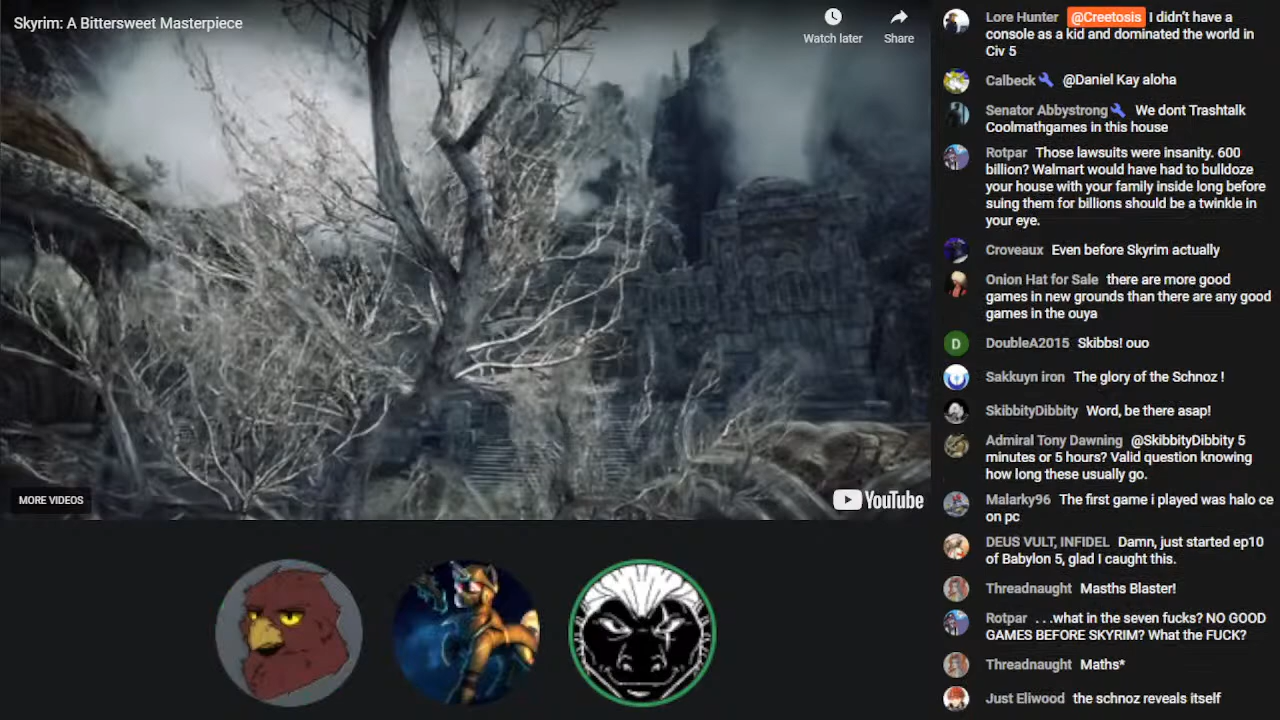 Skyrim: A Bittersweet Masterpiece
Watch later
Share
MORE VIDEOS
YouTube
Lore Hunter @Creetosis I didn't have a
console as a kid and dominated the world in
Civ 5
Calbeck @Daniel Kay aloha
Senator Abbystrong We dont Trashtalk
Coolmathgames in this house
Rotpar Those lawsuits were insanity. 600
billion? Walmart would have had to bulldoze
your house with your family inside long before
suing them for billions should be a twinkle in
your eye.
Croveaux Even before Skyrim actually
Onion Hat for Sale there are more good
games in new grounds than there are any good
games in the ouya
D
DoubleA2015 Skibbs! ouo
Sakkuyn iron The glory of the Schnoz !
SkibbityDibbity Word, be there asap!
Admiral Tony Dawning @SkibbityDibbity 5
minutes or 5 hours? Valid question knowing
how long these usually go.
Malarky96 The first game i played was halo ce
on pc
DEUS VULT, INFIDEL Damn, just started ep10
of Babylon 5, glad I caught this.
Threadnaught Masths Blaster!
Rotpar . . .what in the seven fucks? NO GOOD
GAMES BEFORE SKYRIM? What the FUCK?
Threadnaught Maths*
Just Eliwood the schnoz reveals itself